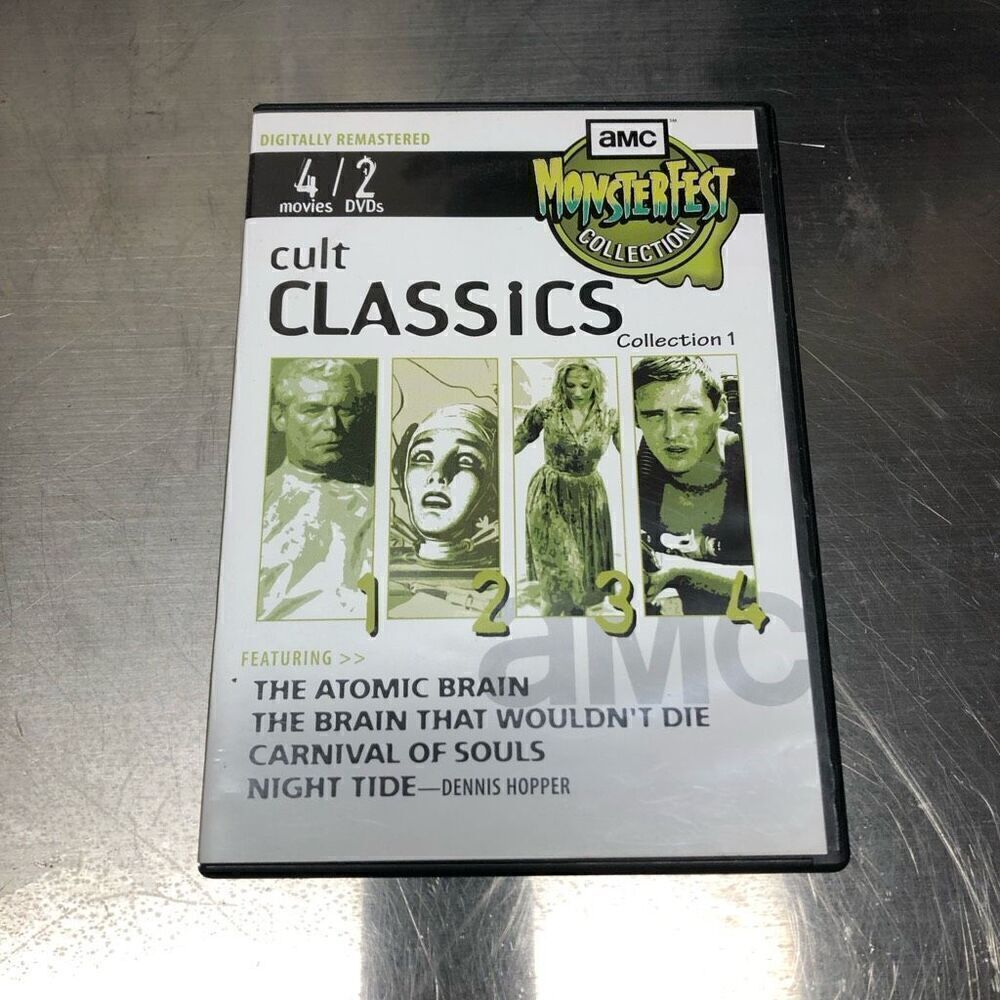 DIGITALLY REMASTERED
4 / 2
movies DVDs
aMC™
MONSTERFEST
COLLECTION
cult
CLASSiCS
Collection 1
1 2 3 4
aMC
FEATURING >>
THE ATOMIC BRAIN
THE BRAIN THAT WOULDN'T DIE
CARNIVAL OF SOULS
NIGHT TIDE—DENNIS HOPPER